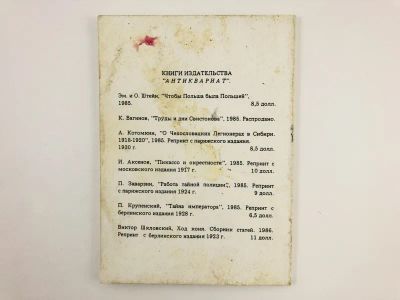 КНИГИ ИЗДАТЕЛЬСТВА
"АНТИКВАРИАТ".
Эм. и О. Штейн, "Чтобы Польша была Польшей",
1985. 8,5 долл.
К. Вагинов, "Труды и дни Свистонова", 1985. Распродано.
А. Котомкин, "О Чехословацких Легионерах в Сибири.
1918-1920", 1985. Репринт с парижского издания
1930 г. 8,5 долл.
И. Аксенов, "Пикассо и окрестности", 1985. Репринт с
московского издания 1917 г. 10 долл.
П. Заварзин, "Работа тайной полиции", 1985. Репринт
с парижского издания 1924 г. 9 долл.
П. Крупенский, "Тайна императора", 1985. Репринт с
берлинского издания 1928 г. 6,5 долл.
Виктор Шкловский, Ход коня. Сборник статей. 1986.
Репринт с берлинского издания 1923 г. 11 долл.